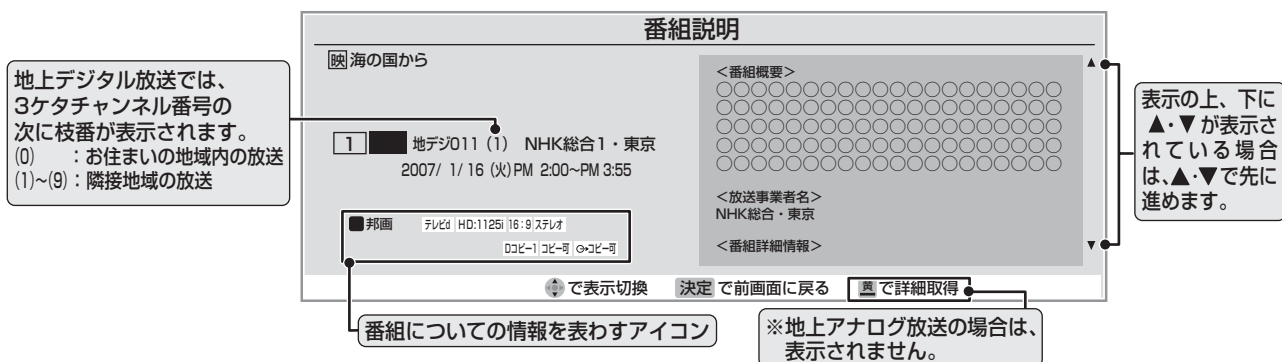 番組説明
映 海の国から
地上デジタル放送では、
3ケタチャンネル番号の
次に枝番が表示されます。
(0) :お住まいの地域内の放送
(1)~(9):隣接地域の放送
1 地デジ011 (1) NHK総合1・東京
2007/ 1/16 (火) PM 2:00~PM 3:55
邦画 テレビd HD:1125i 16:9 ステレオ
Dコピー1 コピー可 コピー可
<番組概要>
○○○○○○○○○○○○○○○○○○
○○○○○○○○○○○○○○○○○○
○○○○○○○○○○○○○○○○○○
○○○○○○○○○○○○○○○○○○
○○○○○○○○○○○○○○○○○○
<放送事業者名>
NHK総合・東京
<番組詳細情報>
▲
▼
表示の上、下に
▲・▼が表示さ
れている場合
は、▲・▼で先に
進めます。
で表示切換 決定 で前画面に戻る 黄 で詳細取得
番組についての情報を表わすアイコン
※地上アナログ放送の場合は、
表示されません。